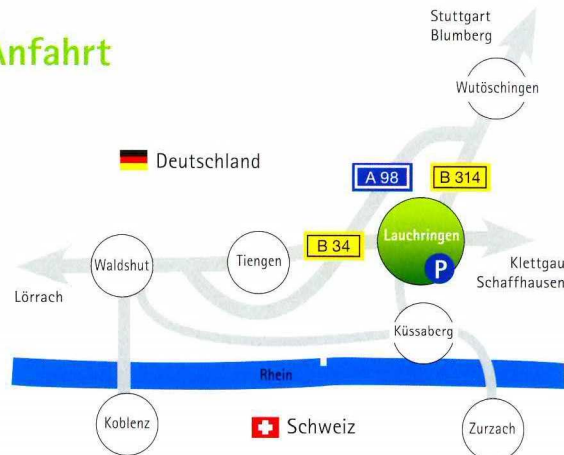 Anfahrt
Stuttgart
Blumberg
Wutöschingen
Deutschland
A 98
B 314
B 34
Lauchringen
P
Waldshut
Tiengen
Klettgau
Schaffhausen
Lörrach
Küssaberg
Rhein
Koblenz
Schweiz
Zurzach